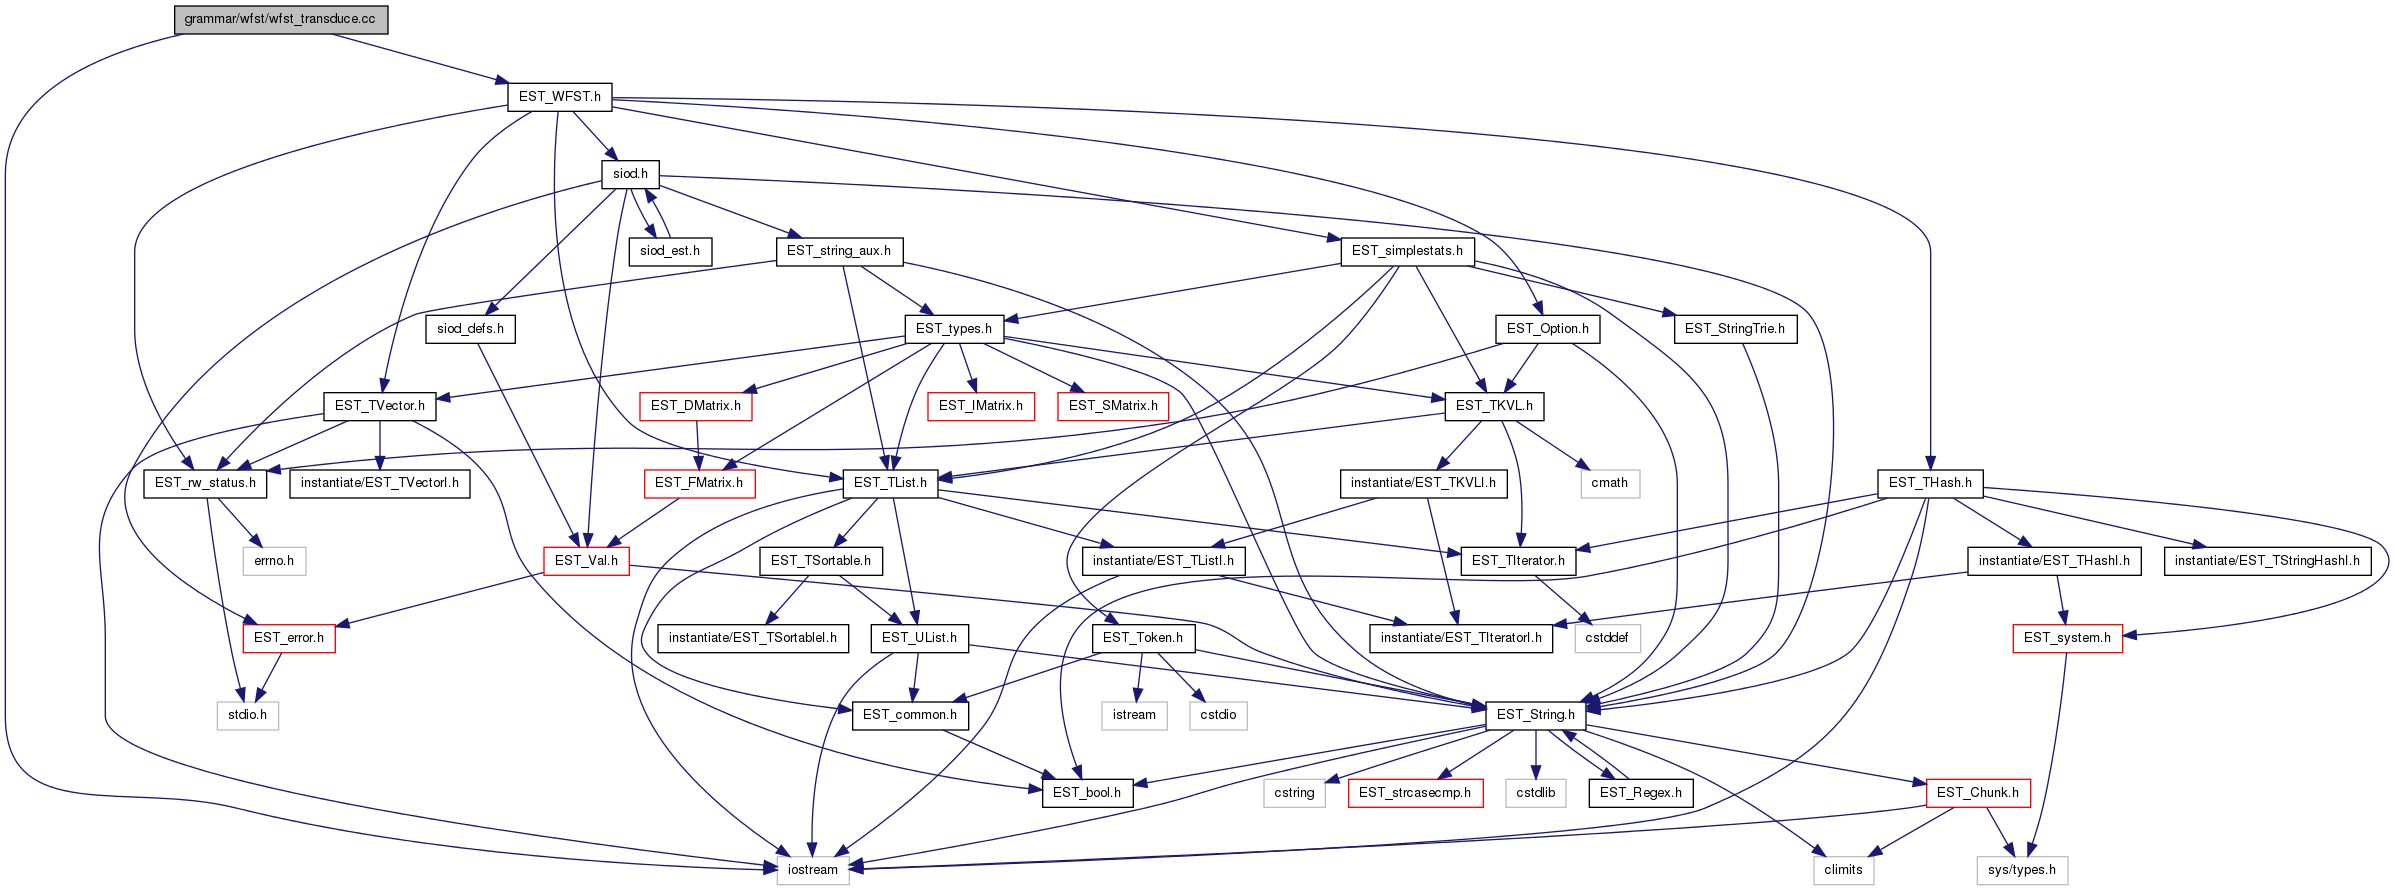 grammar/wfst/wfst_transduce.cc
EST_WFST.h
siod.h
siod_est.h
EST_string_aux.h
EST_simplestats.h
siod_defs.h
EST_types.h
EST_Option.h
EST_StringTrie.h
EST_TVector.h
EST_DMatrix.h
EST_IMatrix.h
EST_SMatrix.h
EST_TKVL.h
EST_rw_status.h
instantiate/EST_TVectorI.h
EST_FMatrix.h
EST_TList.h
instantiate/EST_TKVLI.h
cmath
EST_THash.h
errno.h
EST_Val.h
EST_TSortable.h
instantiate/EST_TListI.h
EST_TIterator.h
instantiate/EST_THashI.h
instantiate/EST_TStringHashI.h
EST_error.h
instantiate/EST_TSortableI.h
EST_UList.h
EST_Token.h
instantiate/EST_TIteratorI.h
cstddef
EST_system.h
stdio.h
EST_common.h
istream
cstdio
EST_String.h
EST_bool.h
cstring
EST_strcasecmp.h
cstdlib
EST_Regex.h
EST_Chunk.h
iostream
climits
sys/types.h